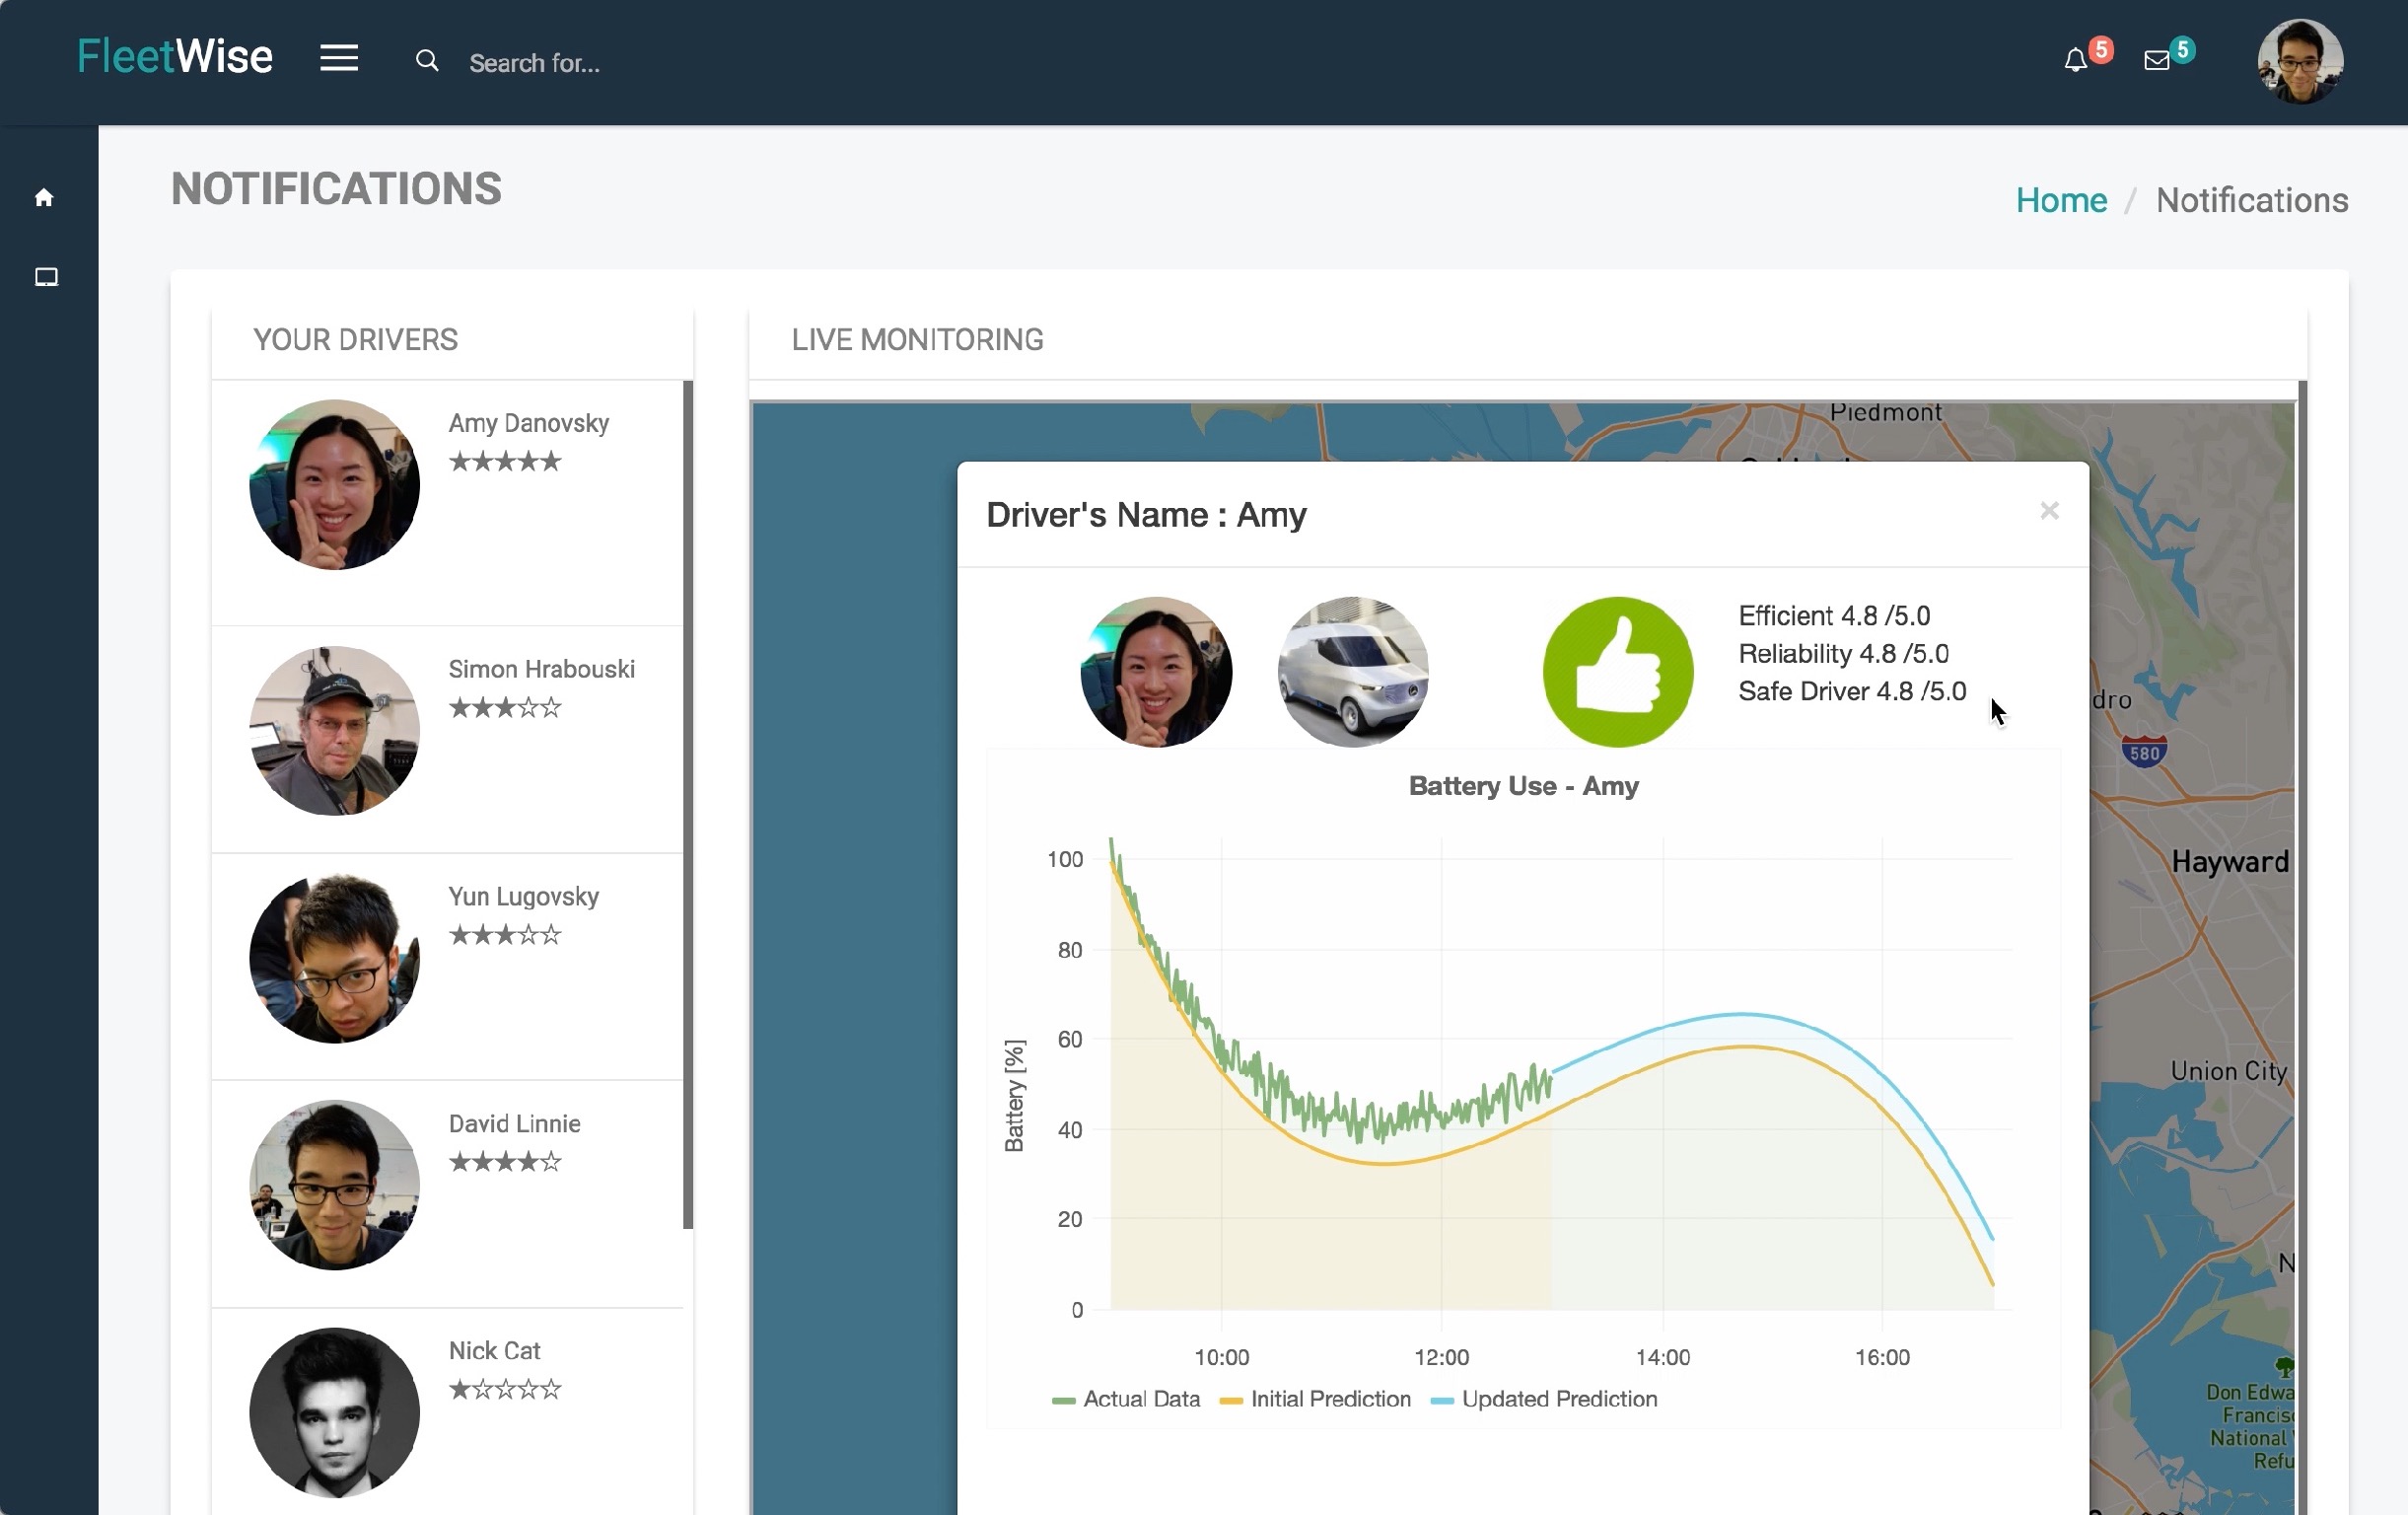 FleetWise
Search for...
5
5
NOTIFICATIONS
Home / Notifications
YOUR DRIVERS
Amy Danovsky
★★★★★
Simon Hrabouski
★★★☆☆
Yun Lugovsky
★★★☆☆
David Linnie
★★★★☆
Nick Cat
★☆☆☆☆
LIVE MONITORING
Piedmont
Driver's Name : Amy
×
Efficient 4.8 /5.0
Reliability 4.8 /5.0
Safe Driver 4.8 /5.0
Battery Use - Amy
Battery [%]
100
80
60
40
20
0
10:00 12:00 14:00 16:00
Actual Data Initial Prediction Updated Prediction
dro
580
Hayward
Union City
N
Don Edwa
Francis
National
Refu